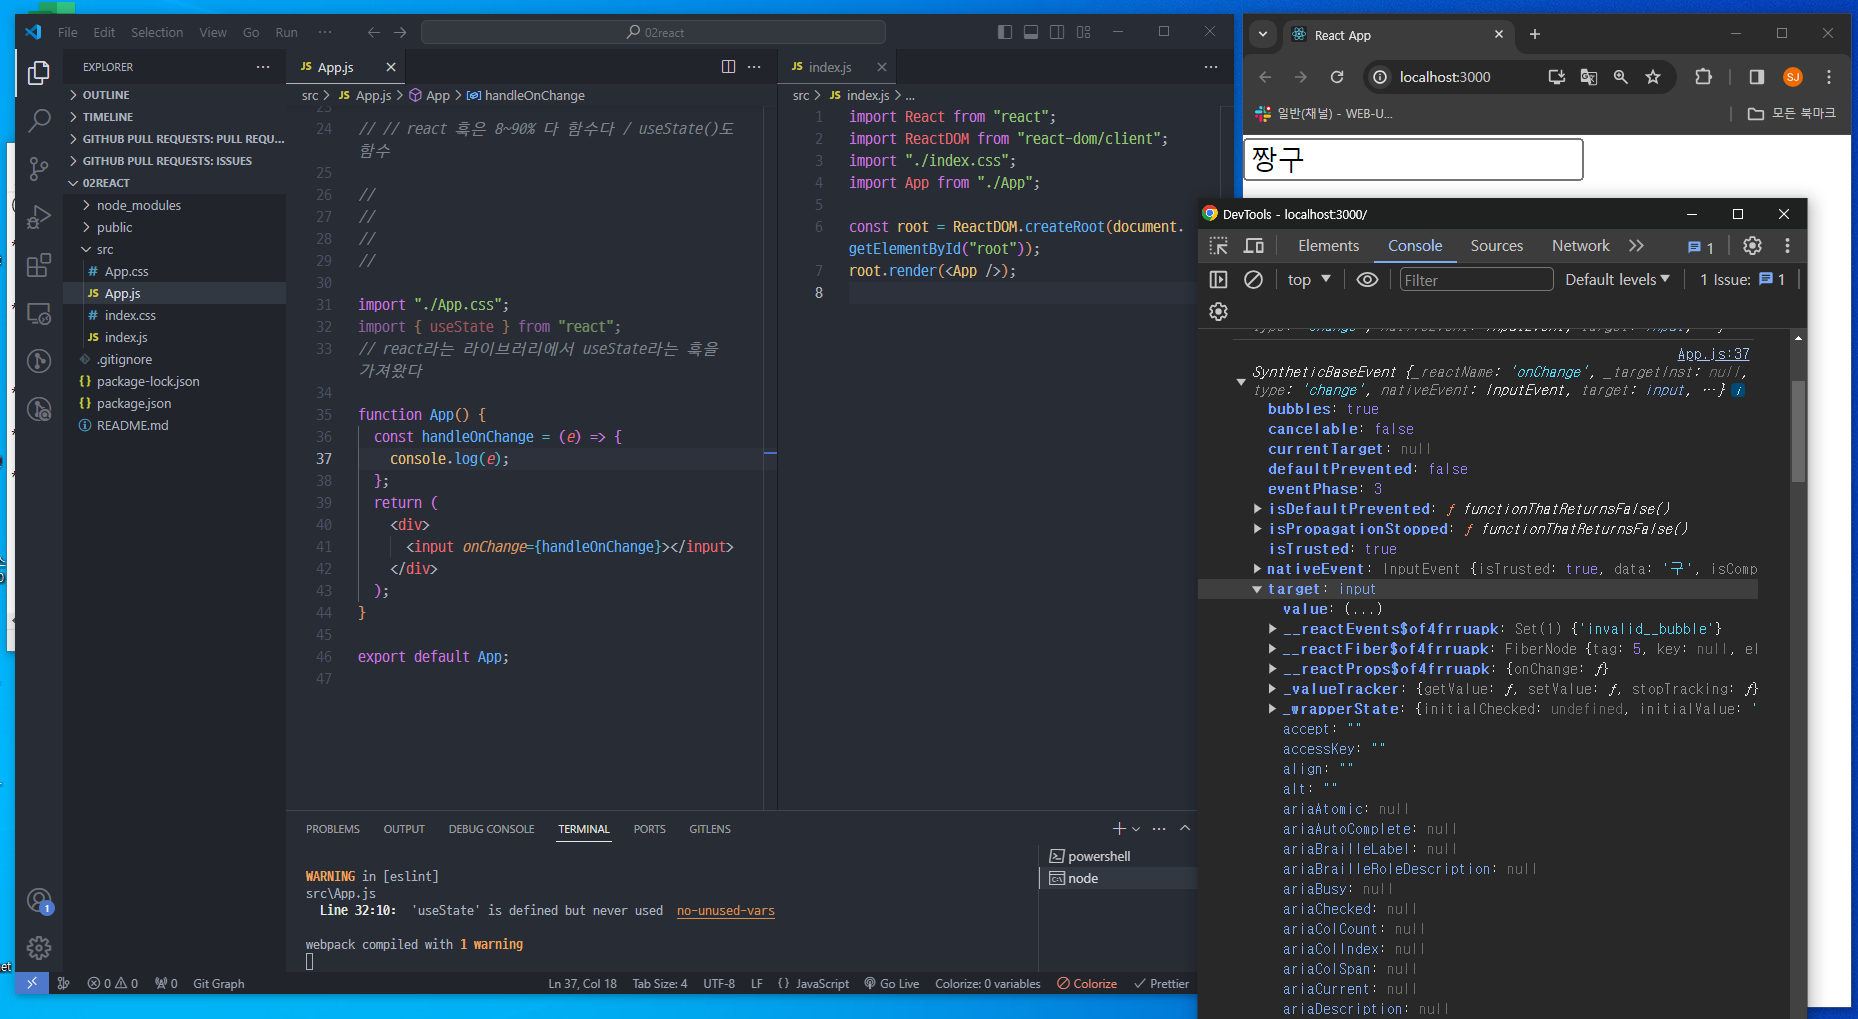 File Edit Selection View Go Run ··· 02react
EXPLORER ···
OUTLINE
TIMELINE
GITHUB PULL REQUESTS: PULL REQU...
GITHUB PULL REQUESTS: ISSUES
02REACT
node_modules
public
src
# App.css
JS App.js
# index.css
JS index.js
.gitignore
{} package-lock.json
{} package.json
README.md
JS App.js
src > JS App.js > App > handleOnChange
23
24 // // react 훅은 8~90% 다 함수다 / useState()도
함수
25
26 //
27 //
28 //
29 //
30
31 import "./App.css";
32 import { useState } from "react";
33 // react라는 라이브러리에서 useState라는 훅을
가져왔다
34
35 function App() {
36 const handleOnChange = (e) => {
37 console.log(e);
38 };
39 return (
40 <div>
41 <input onChange={handleOnChange}></input>
42 </div>
43 );
44 }
45
46 export default App;
47
JS index.js
src > JS index.js > ...
1 import React from "react";
2 import ReactDOM from "react-dom/client";
3 import "./index.css";
4 import App from "./App";
5
6 const root = ReactDOM.createRoot(document.
getElementById("root"));
7 root.render(<App />);
8
PROBLEMS OUTPUT DEBUG CONSOLE TERMINAL PORTS GITLENS
WARNING in [eslint]
src\App.js
Line 32:10: 'useState' is defined but never used no-unused-vars
webpack compiled with 1 warning
powershell
node
1
0 0 0 Git Graph Ln 37, Col 18 Tab Size: 4 UTF-8 LF {} JavaScript Go Live Colorize: 0 variables Colorize Prettier
React App
localhost:3000 SJ
일반(채널) - WEB-U... 모든 북마크
짱구
DevTools - localhost:3000/
Elements Console Sources Network 1
top Filter Default levels 1 Issue: 1
type: 'change', nativeEvent: InputEvent, target: input, …}
App.js:37
SyntheticBaseEvent {_reactName: 'onChange', _targetInst: null,
type: 'change', nativeEvent: InputEvent, target: input, …} i
bubbles: true
cancelable: false
currentTarget: null
defaultPrevented: false
eventPhase: 3
isDefaultPrevented: ƒ functionThatReturnsFalse()
isPropagationStopped: ƒ functionThatReturnsFalse()
isTrusted: true
nativeEvent: InputEvent {isTrusted: true, data: '구', isComp
target: input
value: (...)
__reactEvents$of4frruapk: Set(1) {'invalid__bubble'}
__reactFiber$of4frruapk: FiberNode {tag: 5, key: null, el
__reactProps$of4frruapk: {onChange: ƒ}
_valueTracker: {getValue: ƒ, setValue: ƒ, stopTracking: ƒ}
_wrapperState: {initialChecked: undefined, initialValue: '
accept: ""
accessKey: ""
align: ""
alt: ""
ariaAtomic: null
ariaAutoComplete: null
ariaBrailleLabel: null
ariaBrailleRoleDescription: null
ariaBusy: null
ariaChecked: null
ariaColCount: null
ariaColIndex: null
ariaColSpan: null
ariaCurrent: null
ariaDescription: null